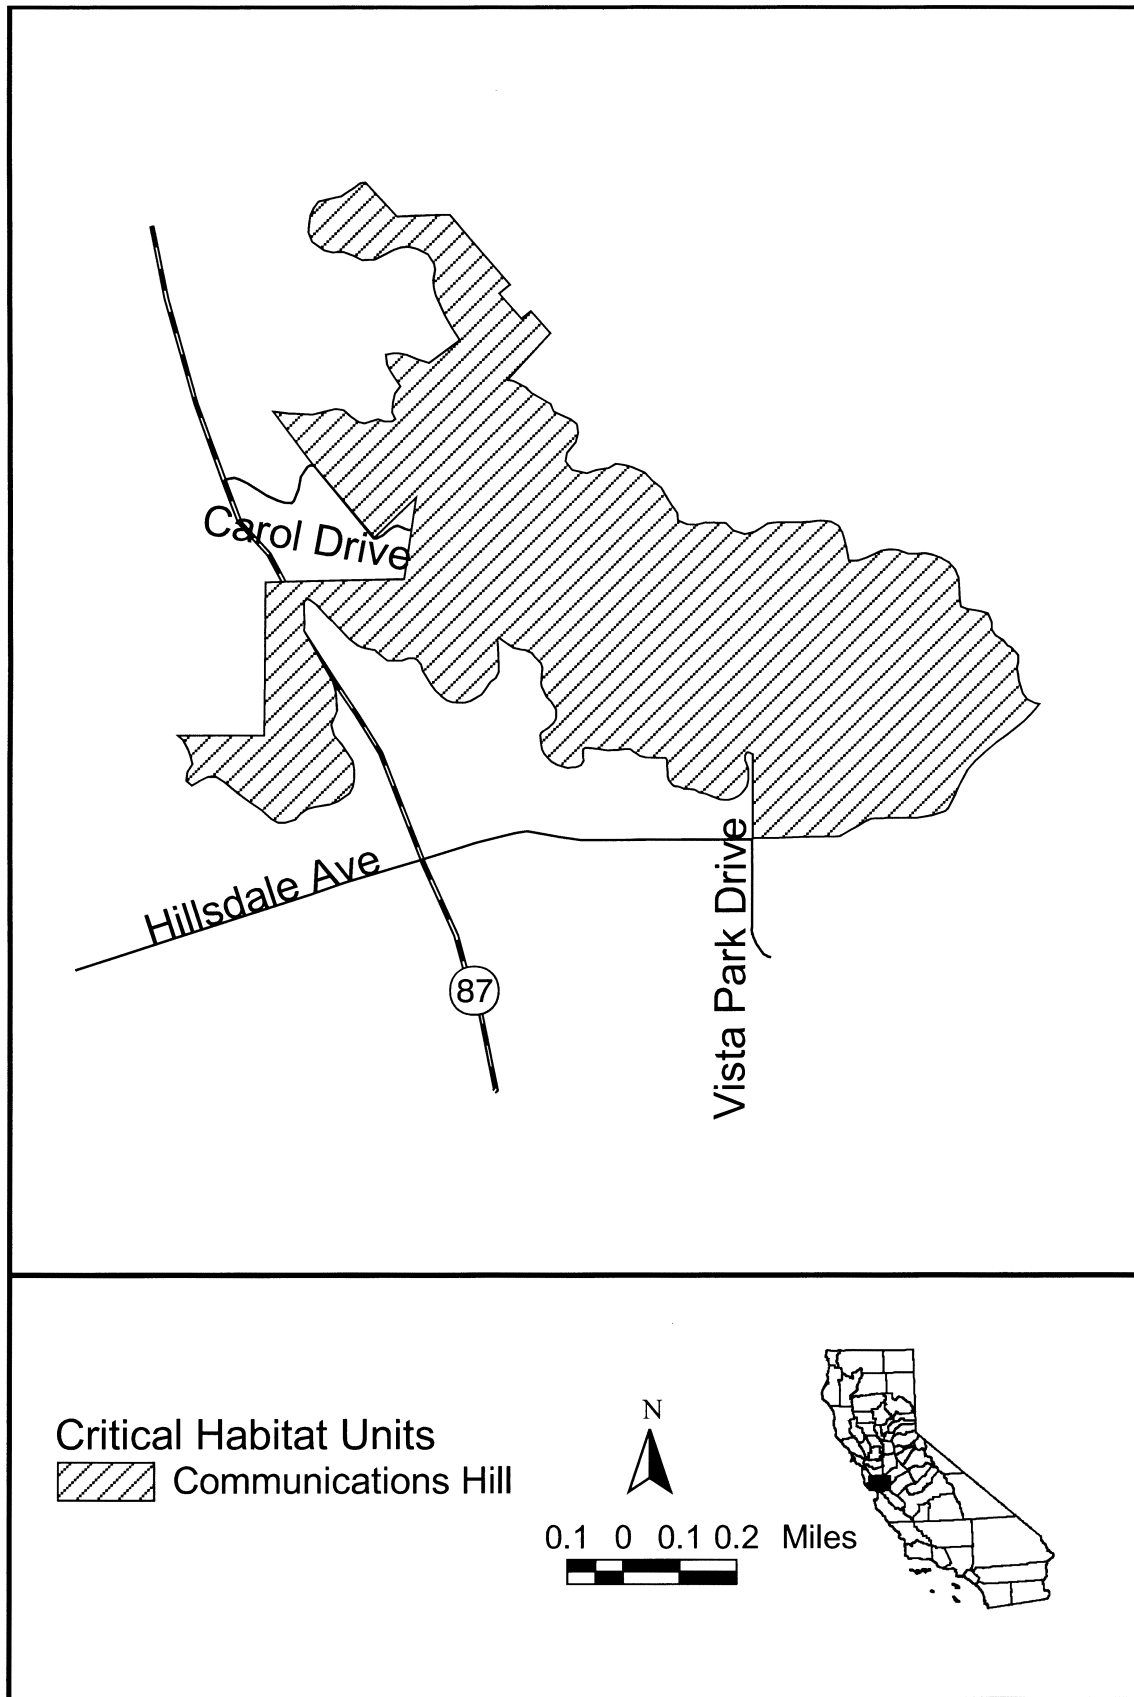 Carol Drive
Hillsdale Ave
Vista Park Drive
87
Critical Habitat Units
Communications Hill
N
0.1 0 0.1 0.2 Miles